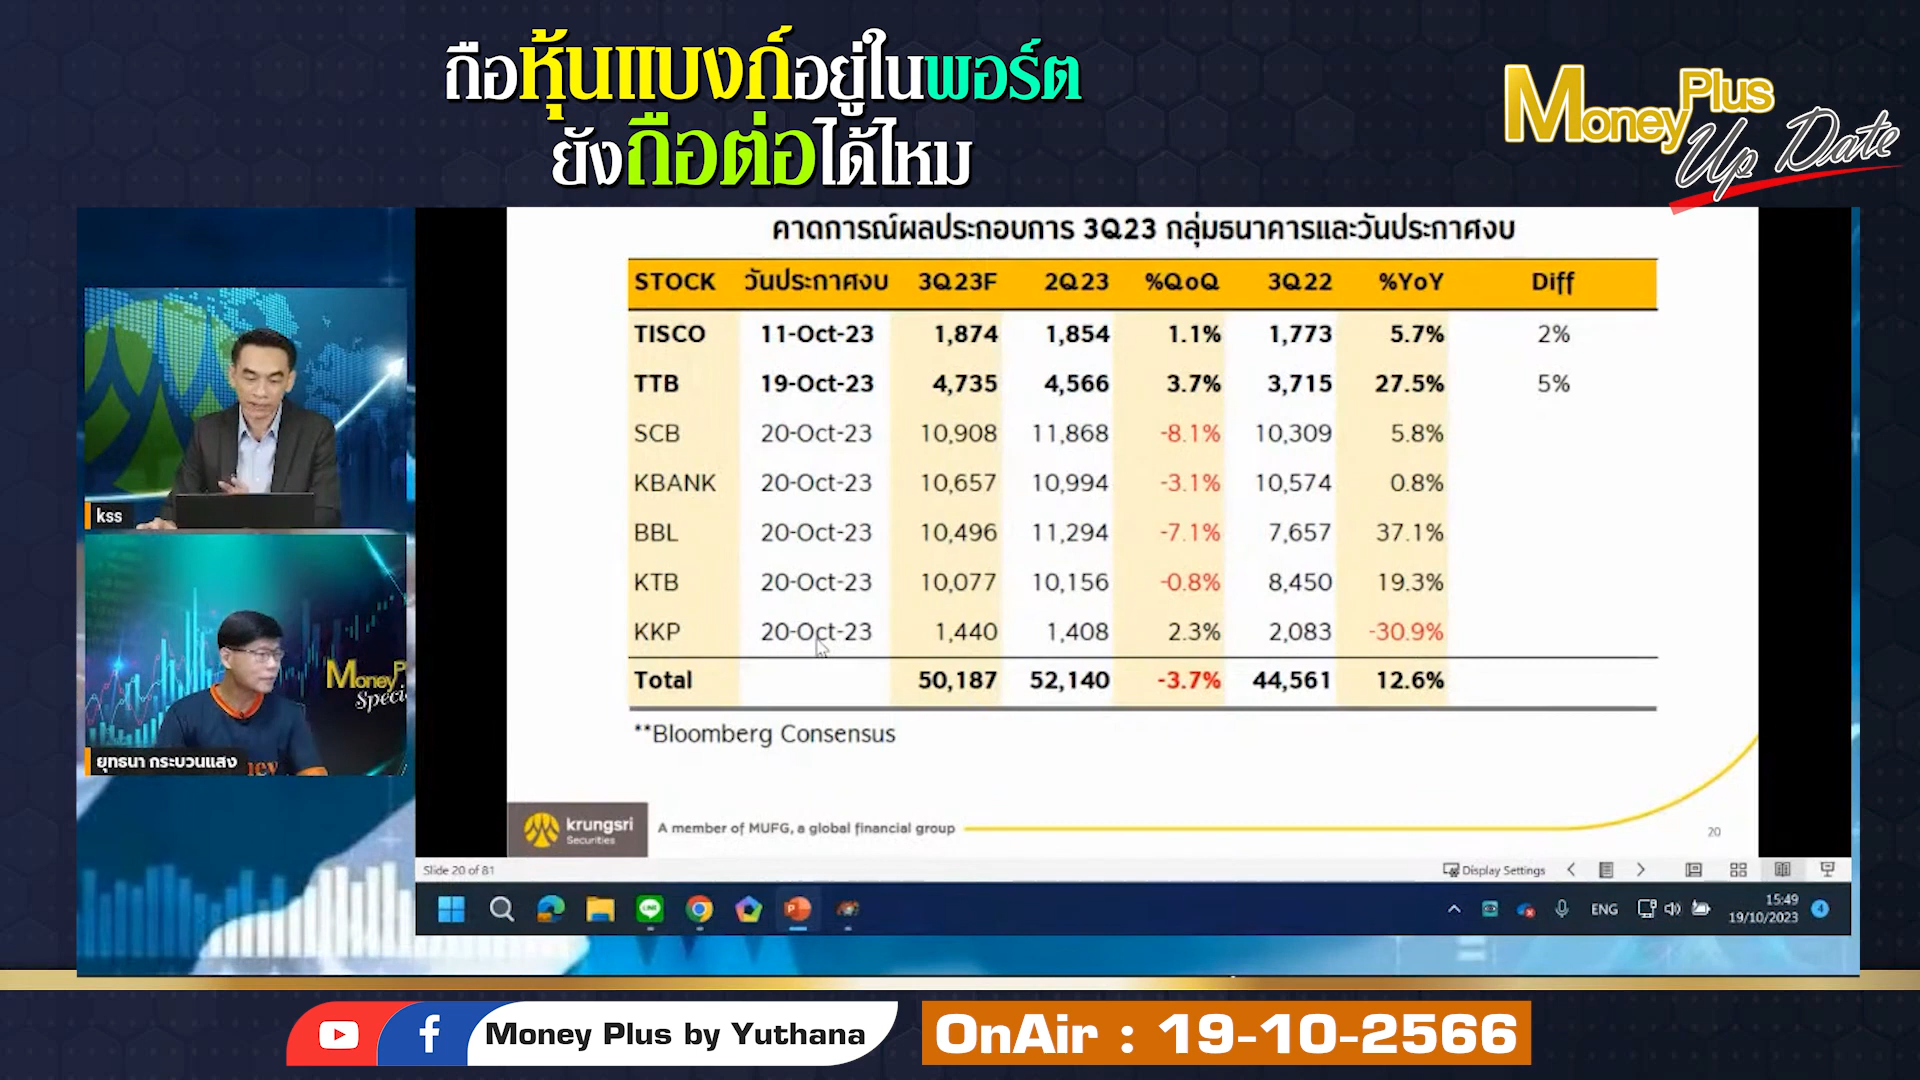 ถือหุ้นแบงก์อยู่ในพอร์ต
ยังถือต่อได้ไหม
Money Plus
Up Date
คาดการณ์ผลประกอบการ 3Q23 กลุ่มธนาคารและวันประกาศงบ
STOCK วันประกาศงบ 3Q23F 2Q23 %QoQ 3Q22 %YoY Diff
TISCO 11-Oct-23 1,874 1,854 1.1% 1,773 5.7% 2%
TTB 19-Oct-23 4,735 4,566 3.7% 3,715 27.5% 5%
SCB 20-Oct-23 10,908 11,868 -8.1% 10,309 5.8%
KBANK 20-Oct-23 10,657 10,994 -3.1% 10,574 0.8%
BBL 20-Oct-23 10,496 11,294 -7.1% 7,657 37.1%
KTB 20-Oct-23 10,077 10,156 -0.8% 8,450 19.3%
KKP 20-Oct-23 1,440 1,408 2.3% 2,083 -30.9%
Total 50,187 52,140 -3.7% 44,561 12.6%
**Bloomberg Consensus
krungsri
Securities
A member of MUFG, a global financial group
20
kss
Money
ยุทธนา กระบวนแสง
Slide 20 of 81
Display Settings
ENG
15:49
19/10/2023
4
Money Plus by Yuthana
OnAir : 19-10-2566